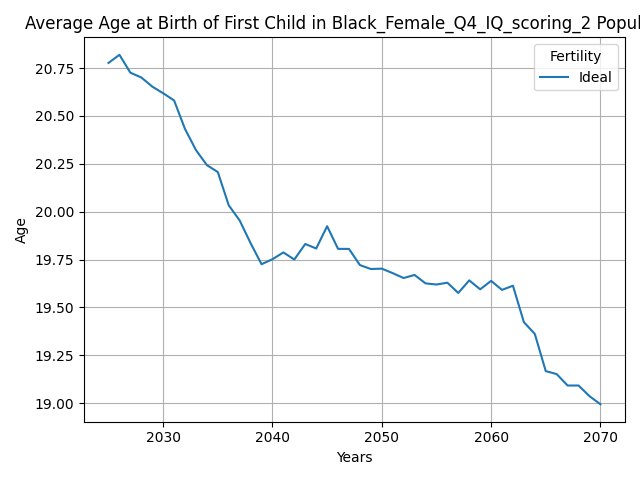 Average Age at Birth of First Child in Black_Female_Q4_IQ_scoring_2 Popul
Fertility
Ideal
20.75
20.50
20.25
20.00
19.75
19.50
19.25
19.00
Age
2030 2040 2050 2060 2070
Years